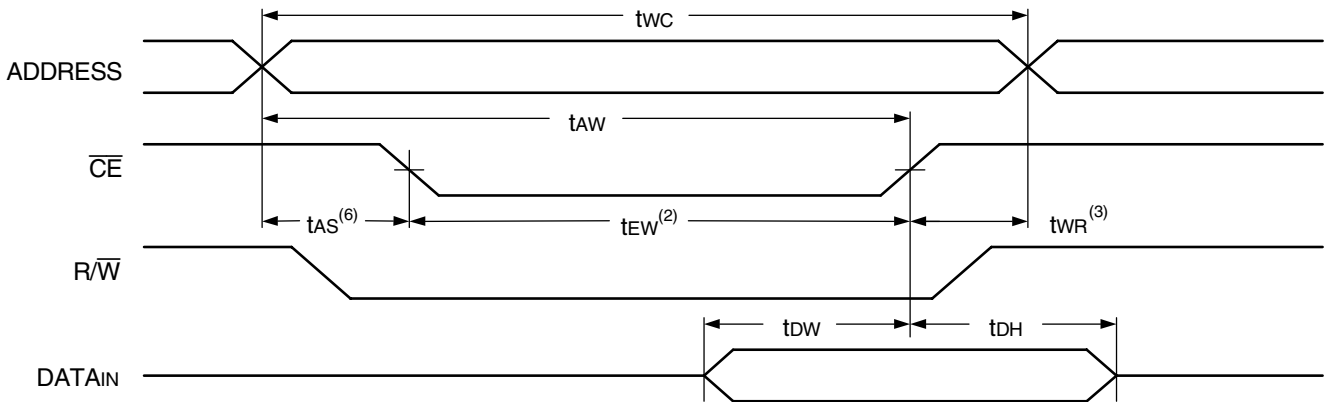 tWC
ADDRESS
tAW
CE
tAS(6) tEW(2) tWR(3)
R/W
tDW tDH
DATAIN